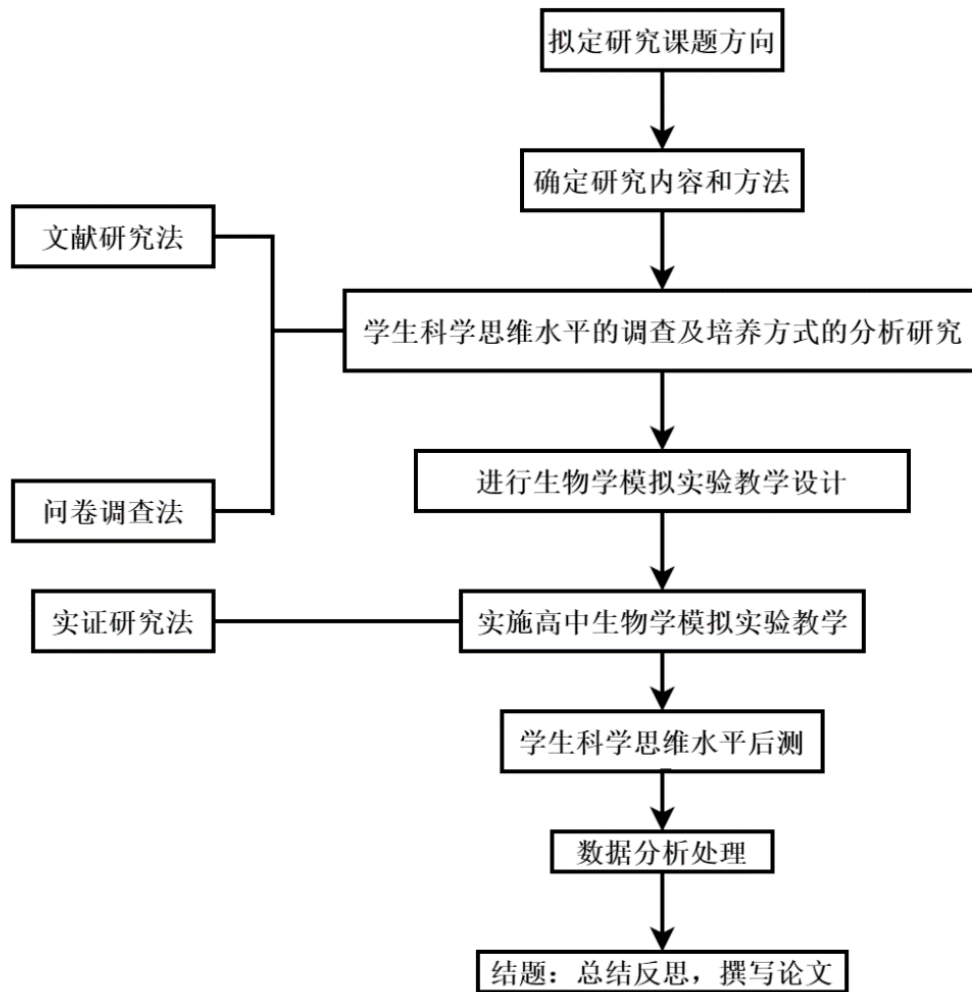 拟定研究课题方向
确定研究内容和方法
文献研究法
学生科学思维水平的调查及培养方式的分析研究
进行生物学模拟实验教学设计
问卷调查法
实证研究法
实施高中生物学模拟实验教学
学生科学思维水平后测
数据分析处理
结题：总结反思，撰写论文